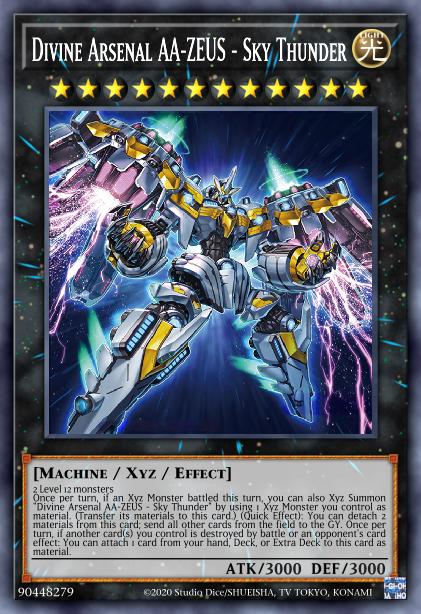 Divine Arsenal AA-ZEUS - Sky Thunder
LIGHT
光
[Machine / Xyz / Effect]
2 Level 12 monsters
Once per turn, if an Xyz Monster battled this turn, you can also Xyz Summon
"Divine Arsenal AA-ZEUS - Sky Thunder" by using 1 Xyz Monster you control as
material. (Transfer its materials to this card.) (Quick Effect): You can detach 2
materials from this card; send all other cards from the field to the GY. Once per
turn, if another card(s) you control is destroyed by battle or an opponent's card
effect: You can attach 1 card from your hand, Deck, or Extra Deck to this card as
material.
ATK/3000 DEF/3000
90448279
©2020 Studio Dice/SHUEISHA, TV TOKYO, KONAMI